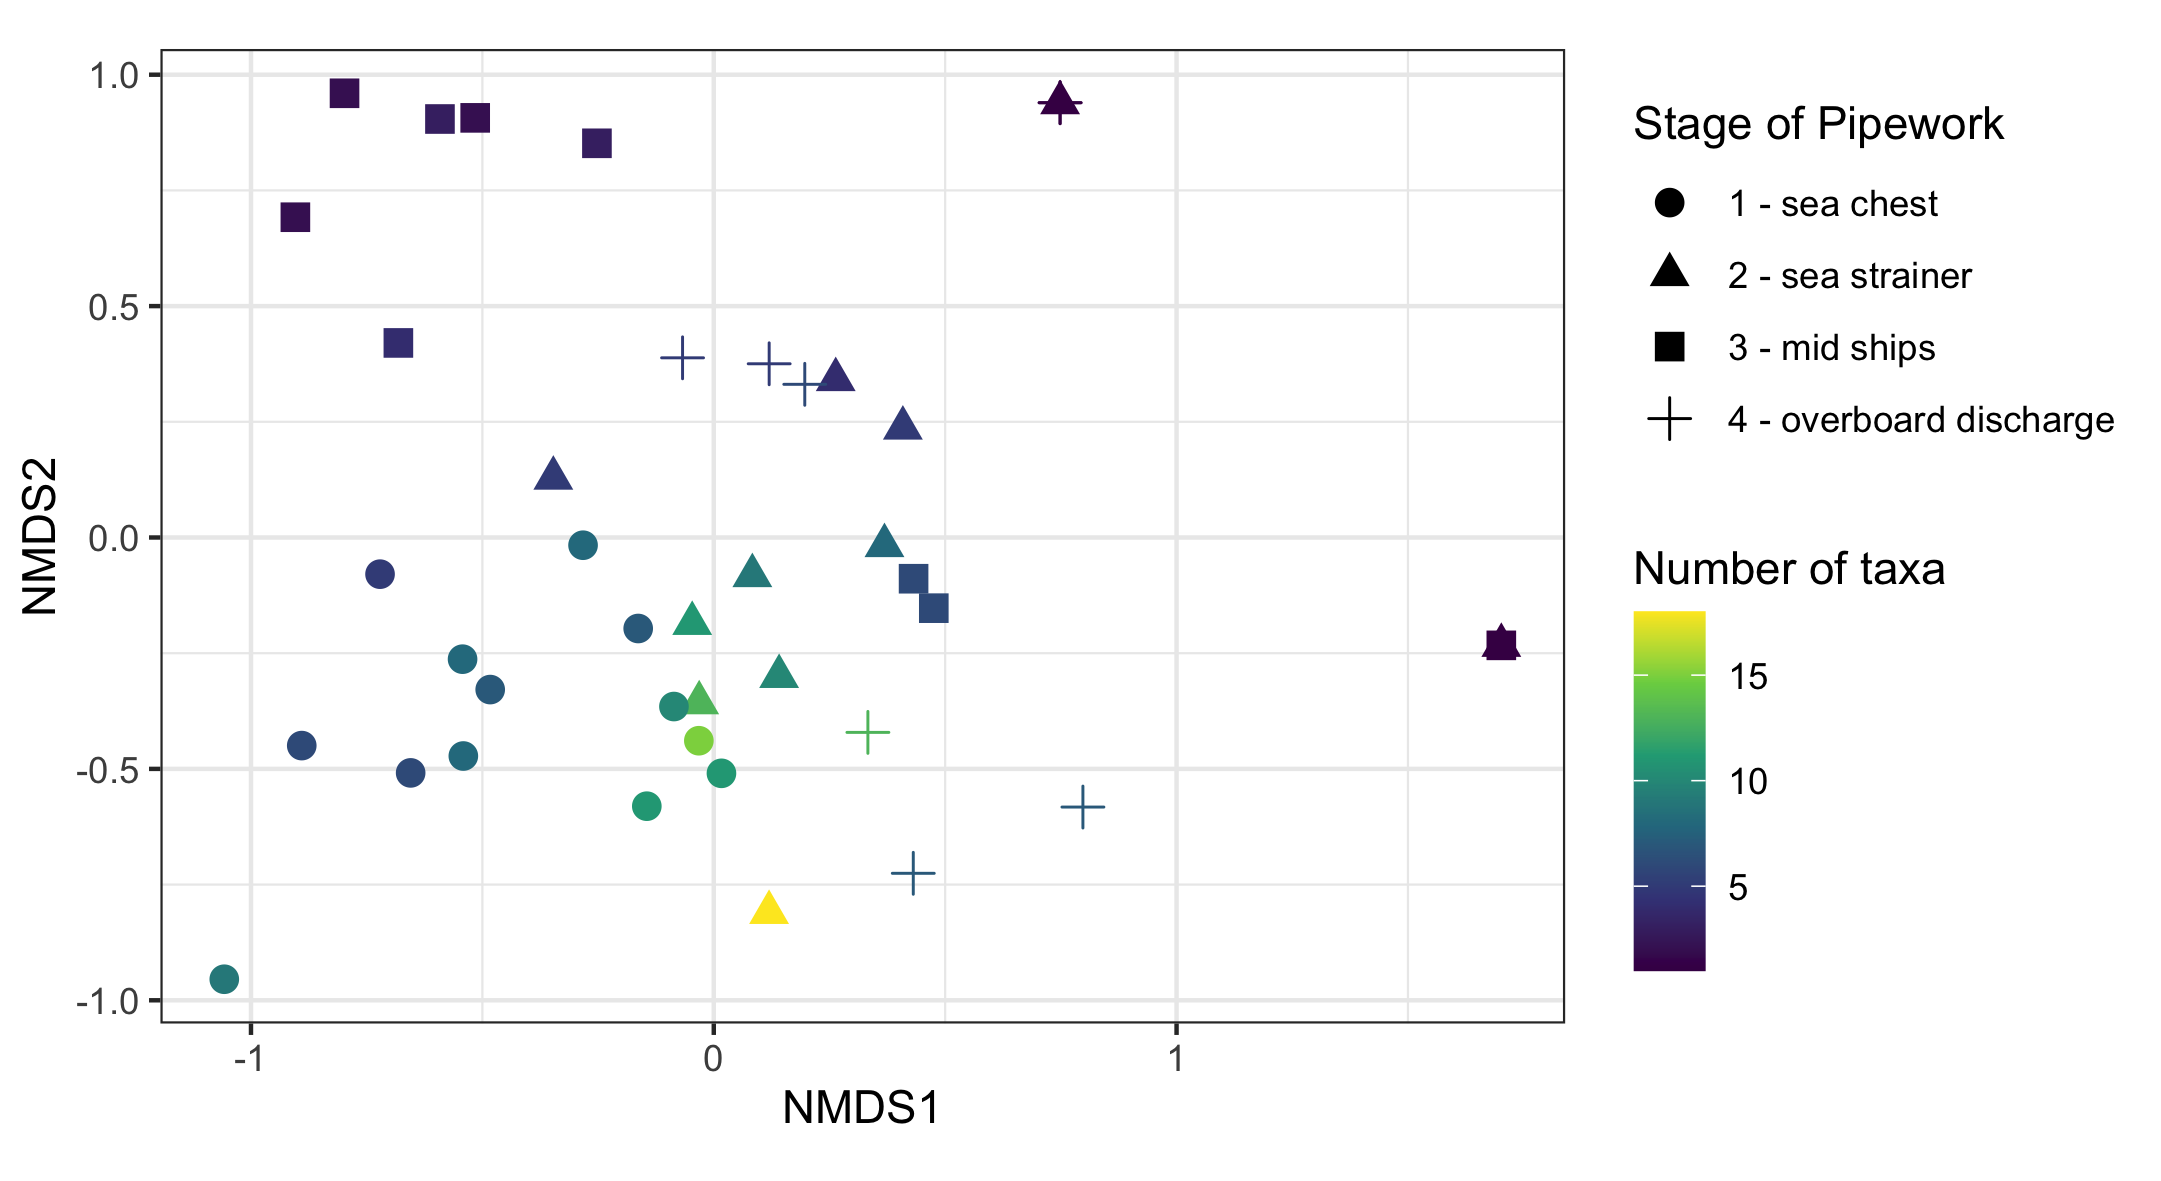 1.0
0.5
0.0
-0.5
-1.0
NMDS2
-1 0 1
NMDS1
Stage of Pipework
1 - sea chest
2 - sea strainer
3 - mid ships
4 - overboard discharge
Number of taxa
15
10
5